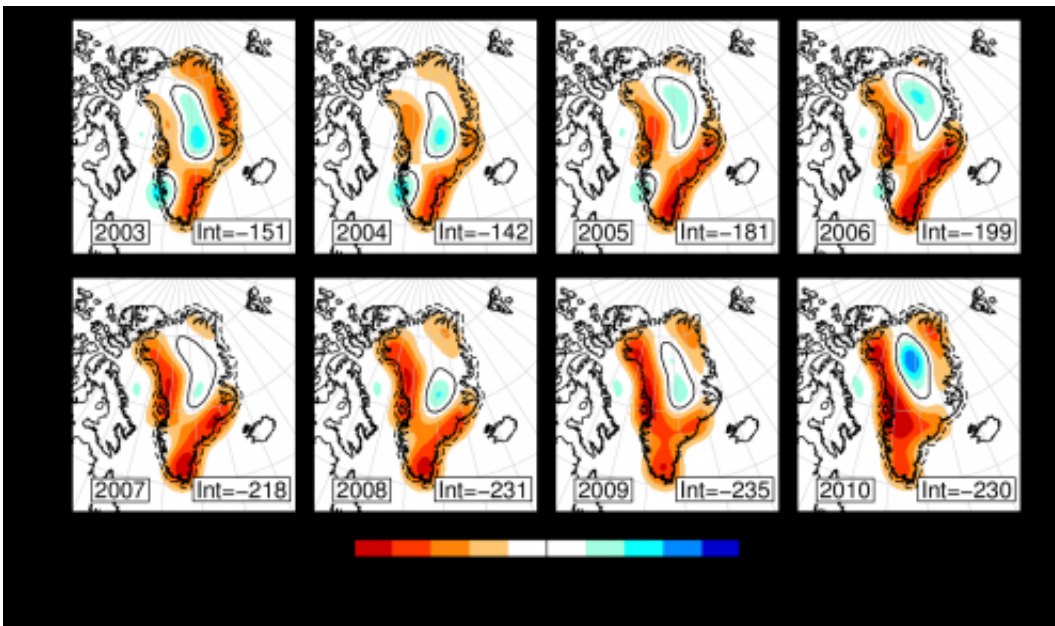 2003 Int=−151
2004 Int=−142
2005 Int=−181
2006 Int=−199
2007 Int=−218
2008 Int=−231
2009 Int=−235
2010 Int=−230